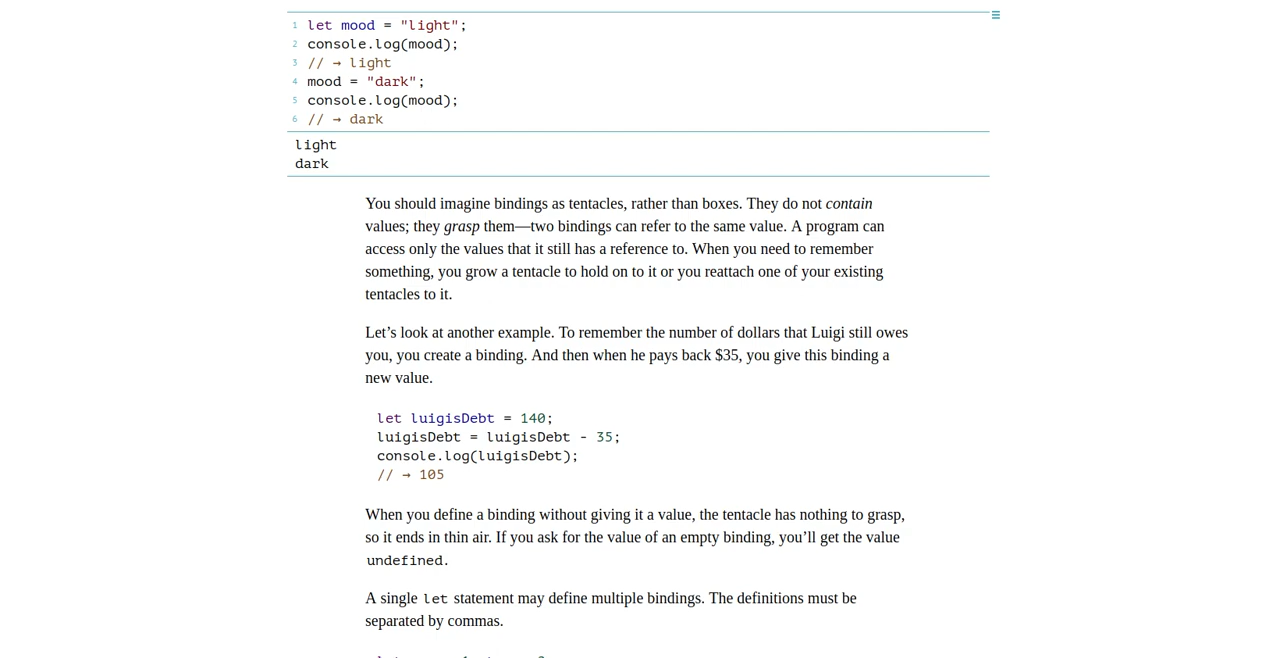 1 let mood = "light";
2 console.log(mood);
3 // → light
4 mood = "dark";
5 console.log(mood);
6 // → dark
light
dark
You should imagine bindings as tentacles, rather than boxes. They do not contain
values; they grasp them—two bindings can refer to the same value. A program can
access only the values that it still has a reference to. When you need to remember
something, you grow a tentacle to hold on to it or you reattach one of your existing
tentacles to it.
Let’s look at another example. To remember the number of dollars that Luigi still owes
you, you create a binding. And then when he pays back $35, you give this binding a
new value.
let luigisDebt = 140;
luigisDebt = luigisDebt - 35;
console.log(luigisDebt);
// → 105
When you define a binding without giving it a value, the tentacle has nothing to grasp,
so it ends in thin air. If you ask for the value of an empty binding, you’ll get the value
undefined.
A single let statement may define multiple bindings. The definitions must be
separated by commas.